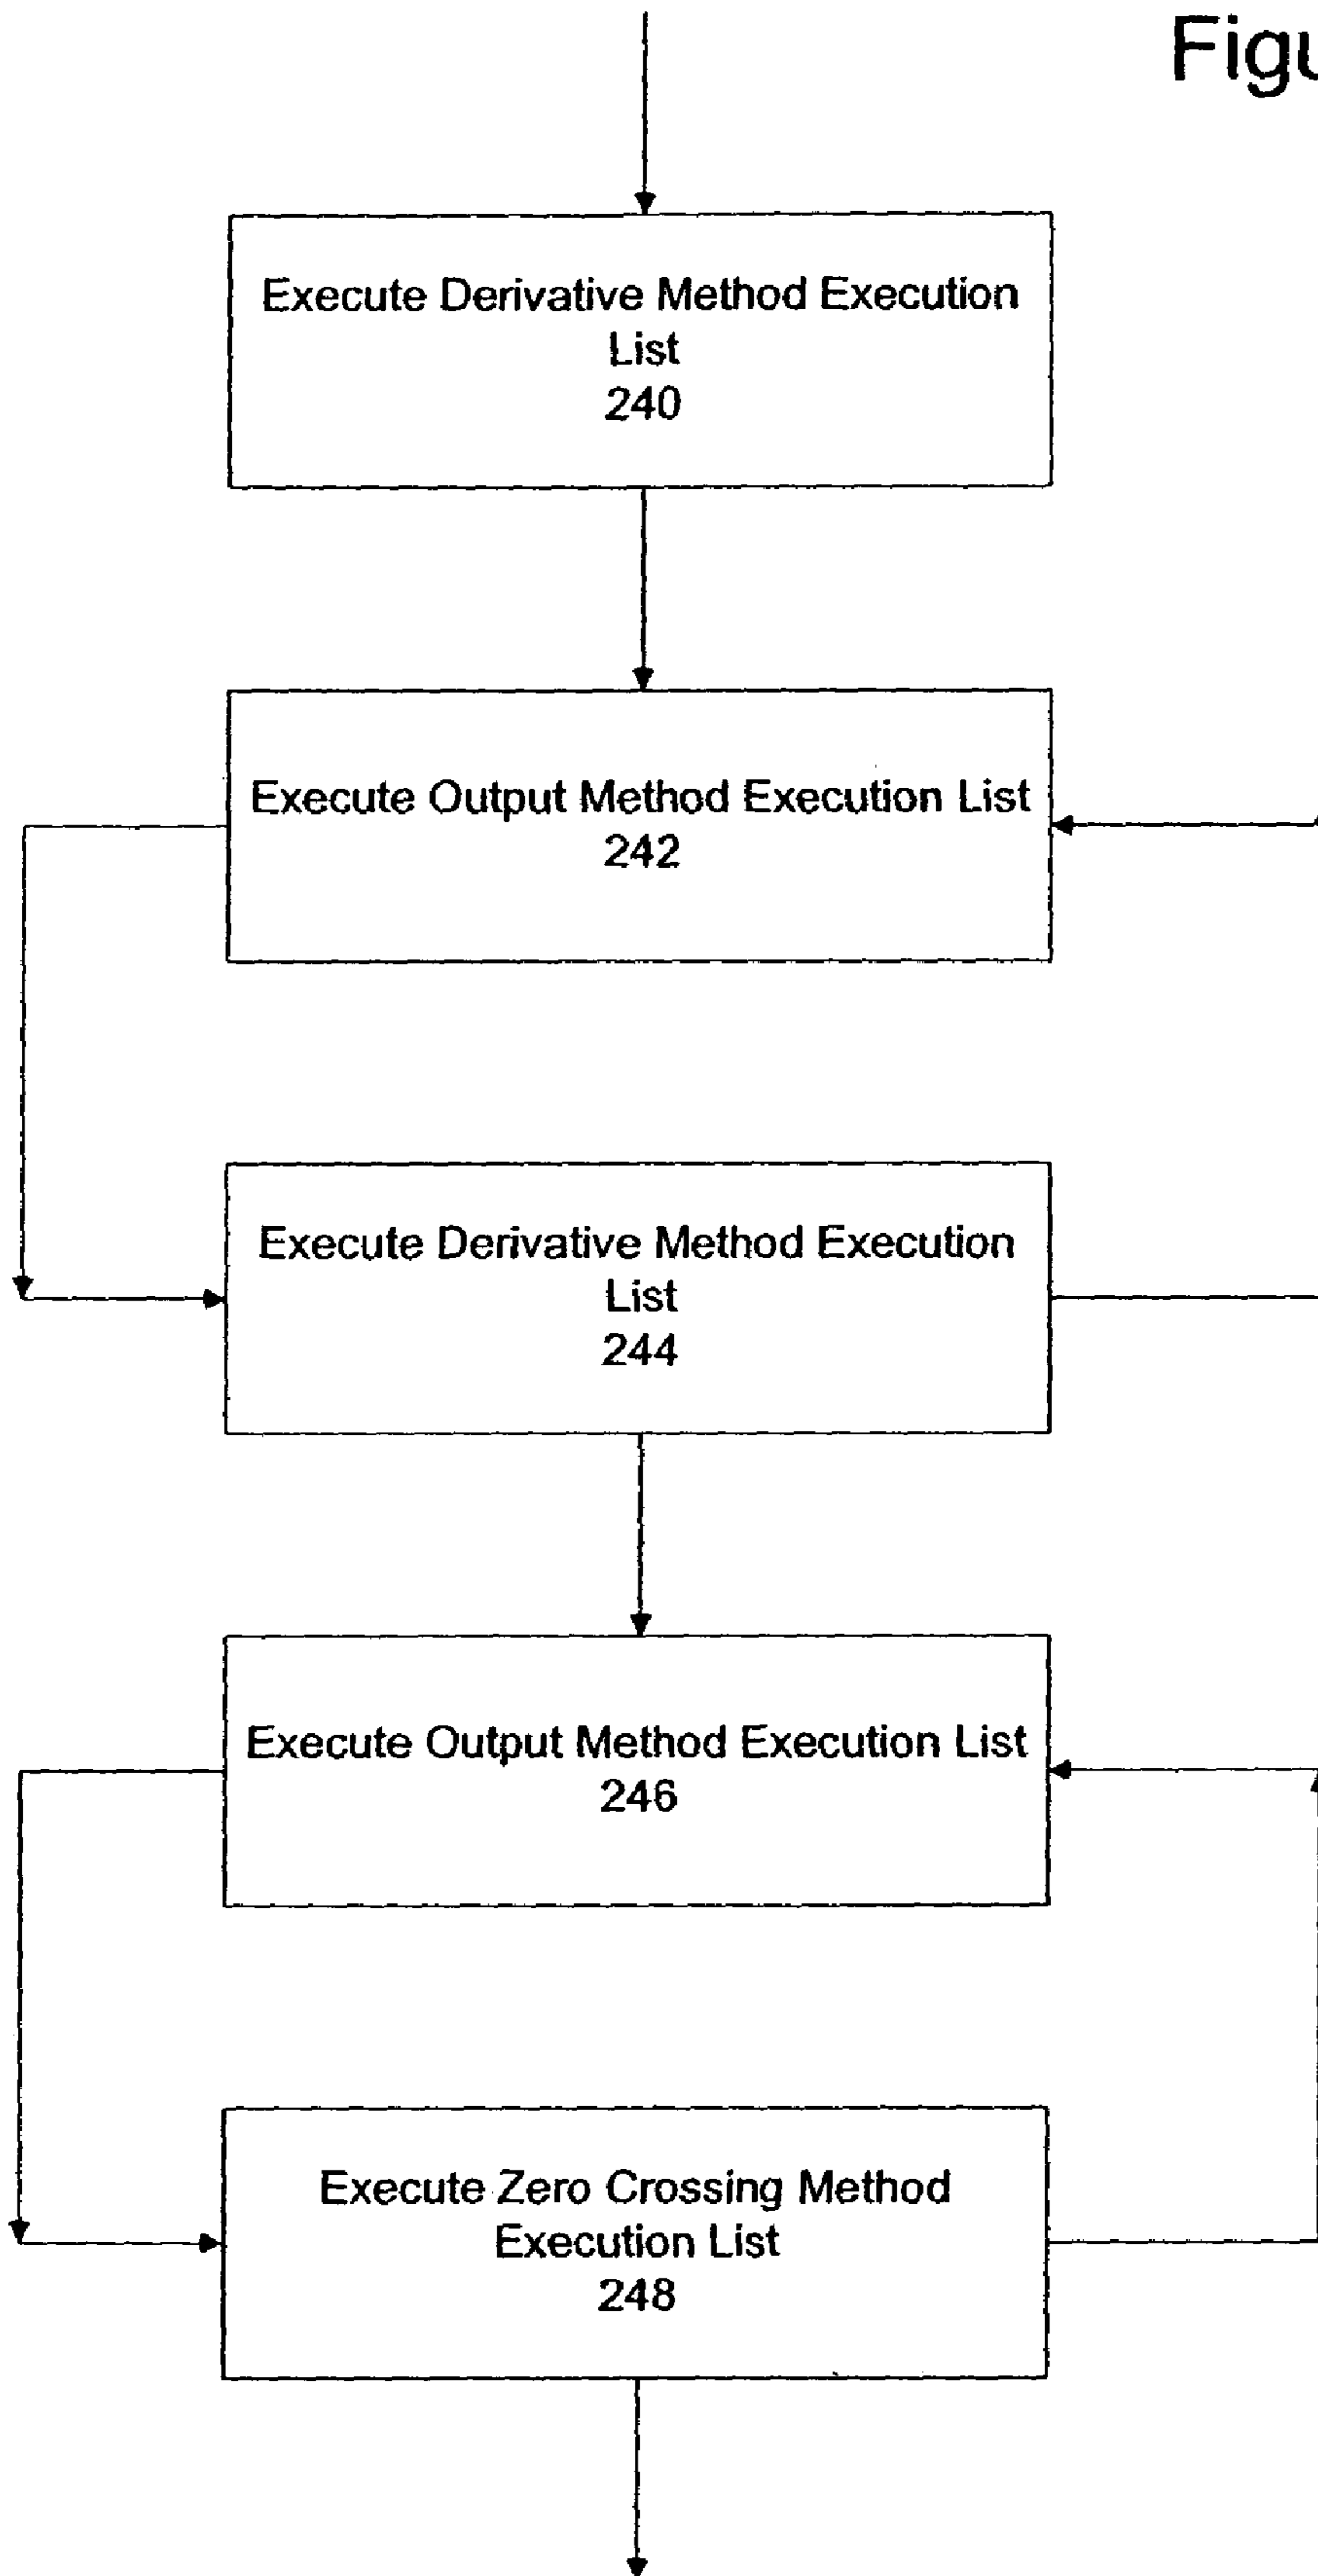 Figu
Execute Derivative Method Execution
List
240
Execute Output Method Execution List
242
Execute Derivative Method Execution
List
244
Execute Output Method Execution List
246
Execute Zero Crossing Method
Execution List
248